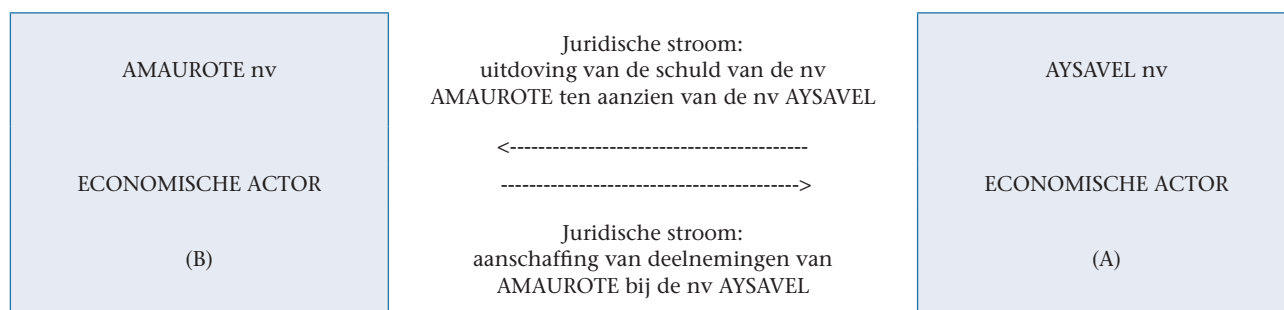 AMAUROTE nv
ECONOMISCHE ACTOR
(B)
Juridische stroom:
uitdoving van de schuld van de nv
AMAUROTE ten aanzien van de nv AYSAVEL
<------------------------------------------
------------------------------------------>
Juridische stroom:
aanschaffing van deelnemingen van
AMAUROTE bij de nv AYSAVEL
AYSAVEL nv
ECONOMISCHE ACTOR
(A)